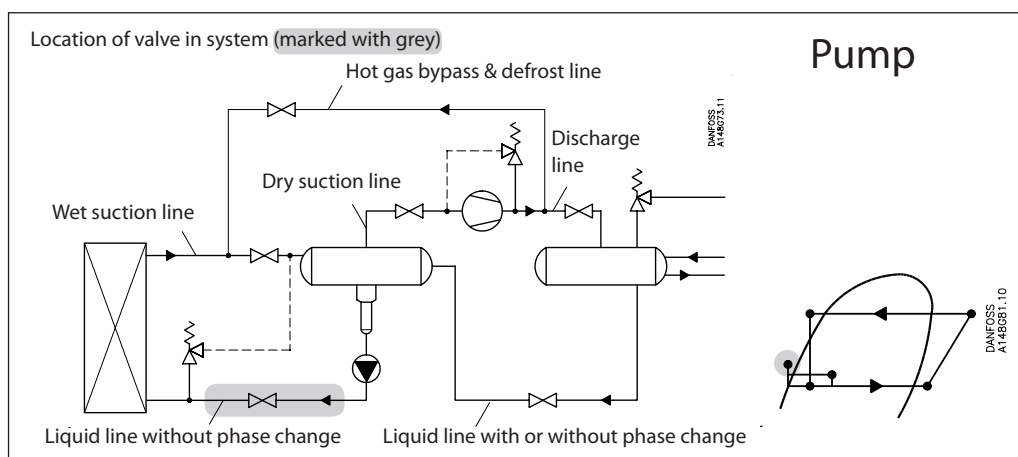 Location of valve in system (marked with grey)
Pump
Hot gas bypass & defrost line
DANFOSS
A148G73.11
Discharge
line
Dry suction line
Wet suction line
DANFOSS
A148G81.10
Liquid line without phase change
Liquid line with or without phase change